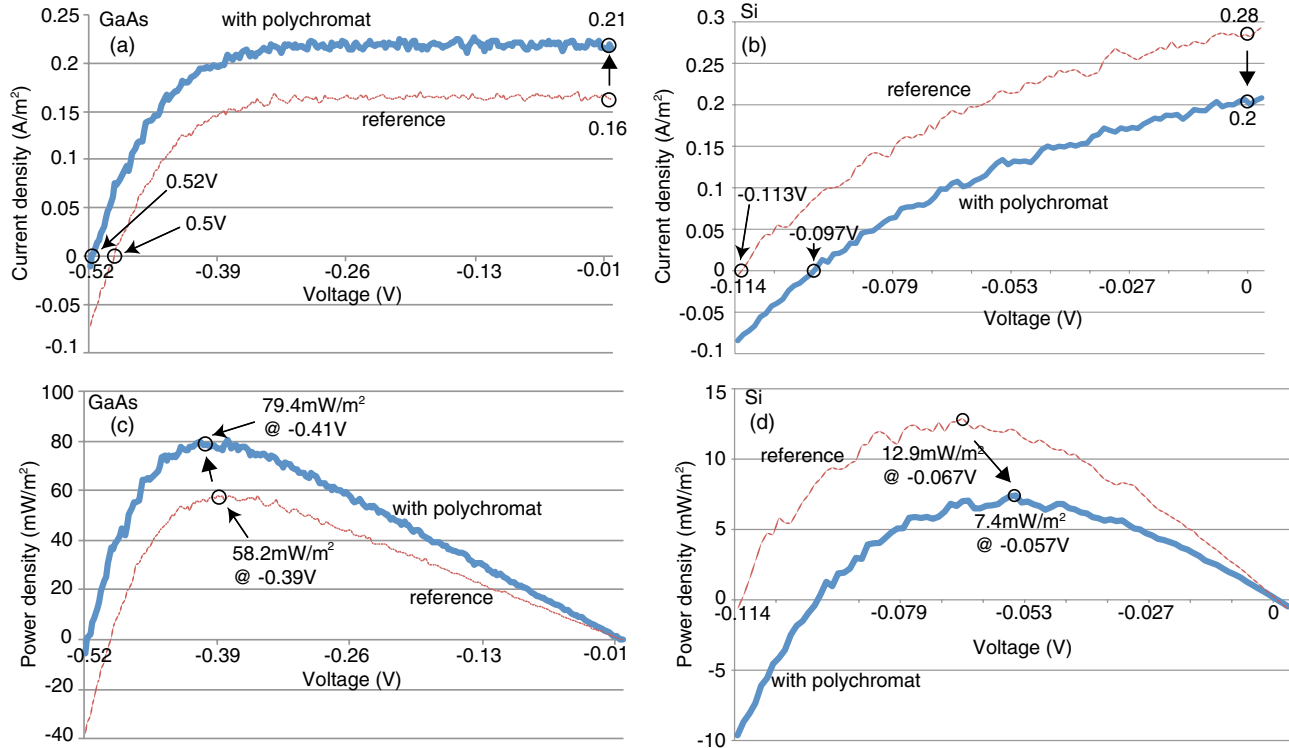 GaAs
(a)
with polychromat
0.21
0.25
0.2
0.15
0.1
0.05
0
-0.05
-0.1
Current density (A/m²)
reference
0.16
0.52V
0.5V
-0.52
-0.39
-0.26
-0.13
-0.01
Voltage (V)
Si
(b)
0.28
0.3
0.25
0.2
0.15
0.1
0.05
0
-0.05
-0.1
Current density (A/m²)
reference
0.2
with polychromat
-0.113V
-0.097V
-0.114
-0.079
-0.053
-0.027
0
Voltage (V)
GaAs
(c)
79.4mW/m²
@ -0.41V
100
80
60
40
20
0
-20
-40
Power density (mW/m²)
with polychromat
58.2mW/m²
@ -0.39V
reference
-0.52
-0.39
-0.26
-0.13
-0.01
Voltage (V)
Si
(d)
15
10
5
0
-5
-10
Power density (mW/m²)
reference
12.9mW/m²
@ -0.067V
7.4mW/m²
@ -0.057V
-0.114
-0.079
-0.053
-0.027
0
Voltage (V)
with polychromat